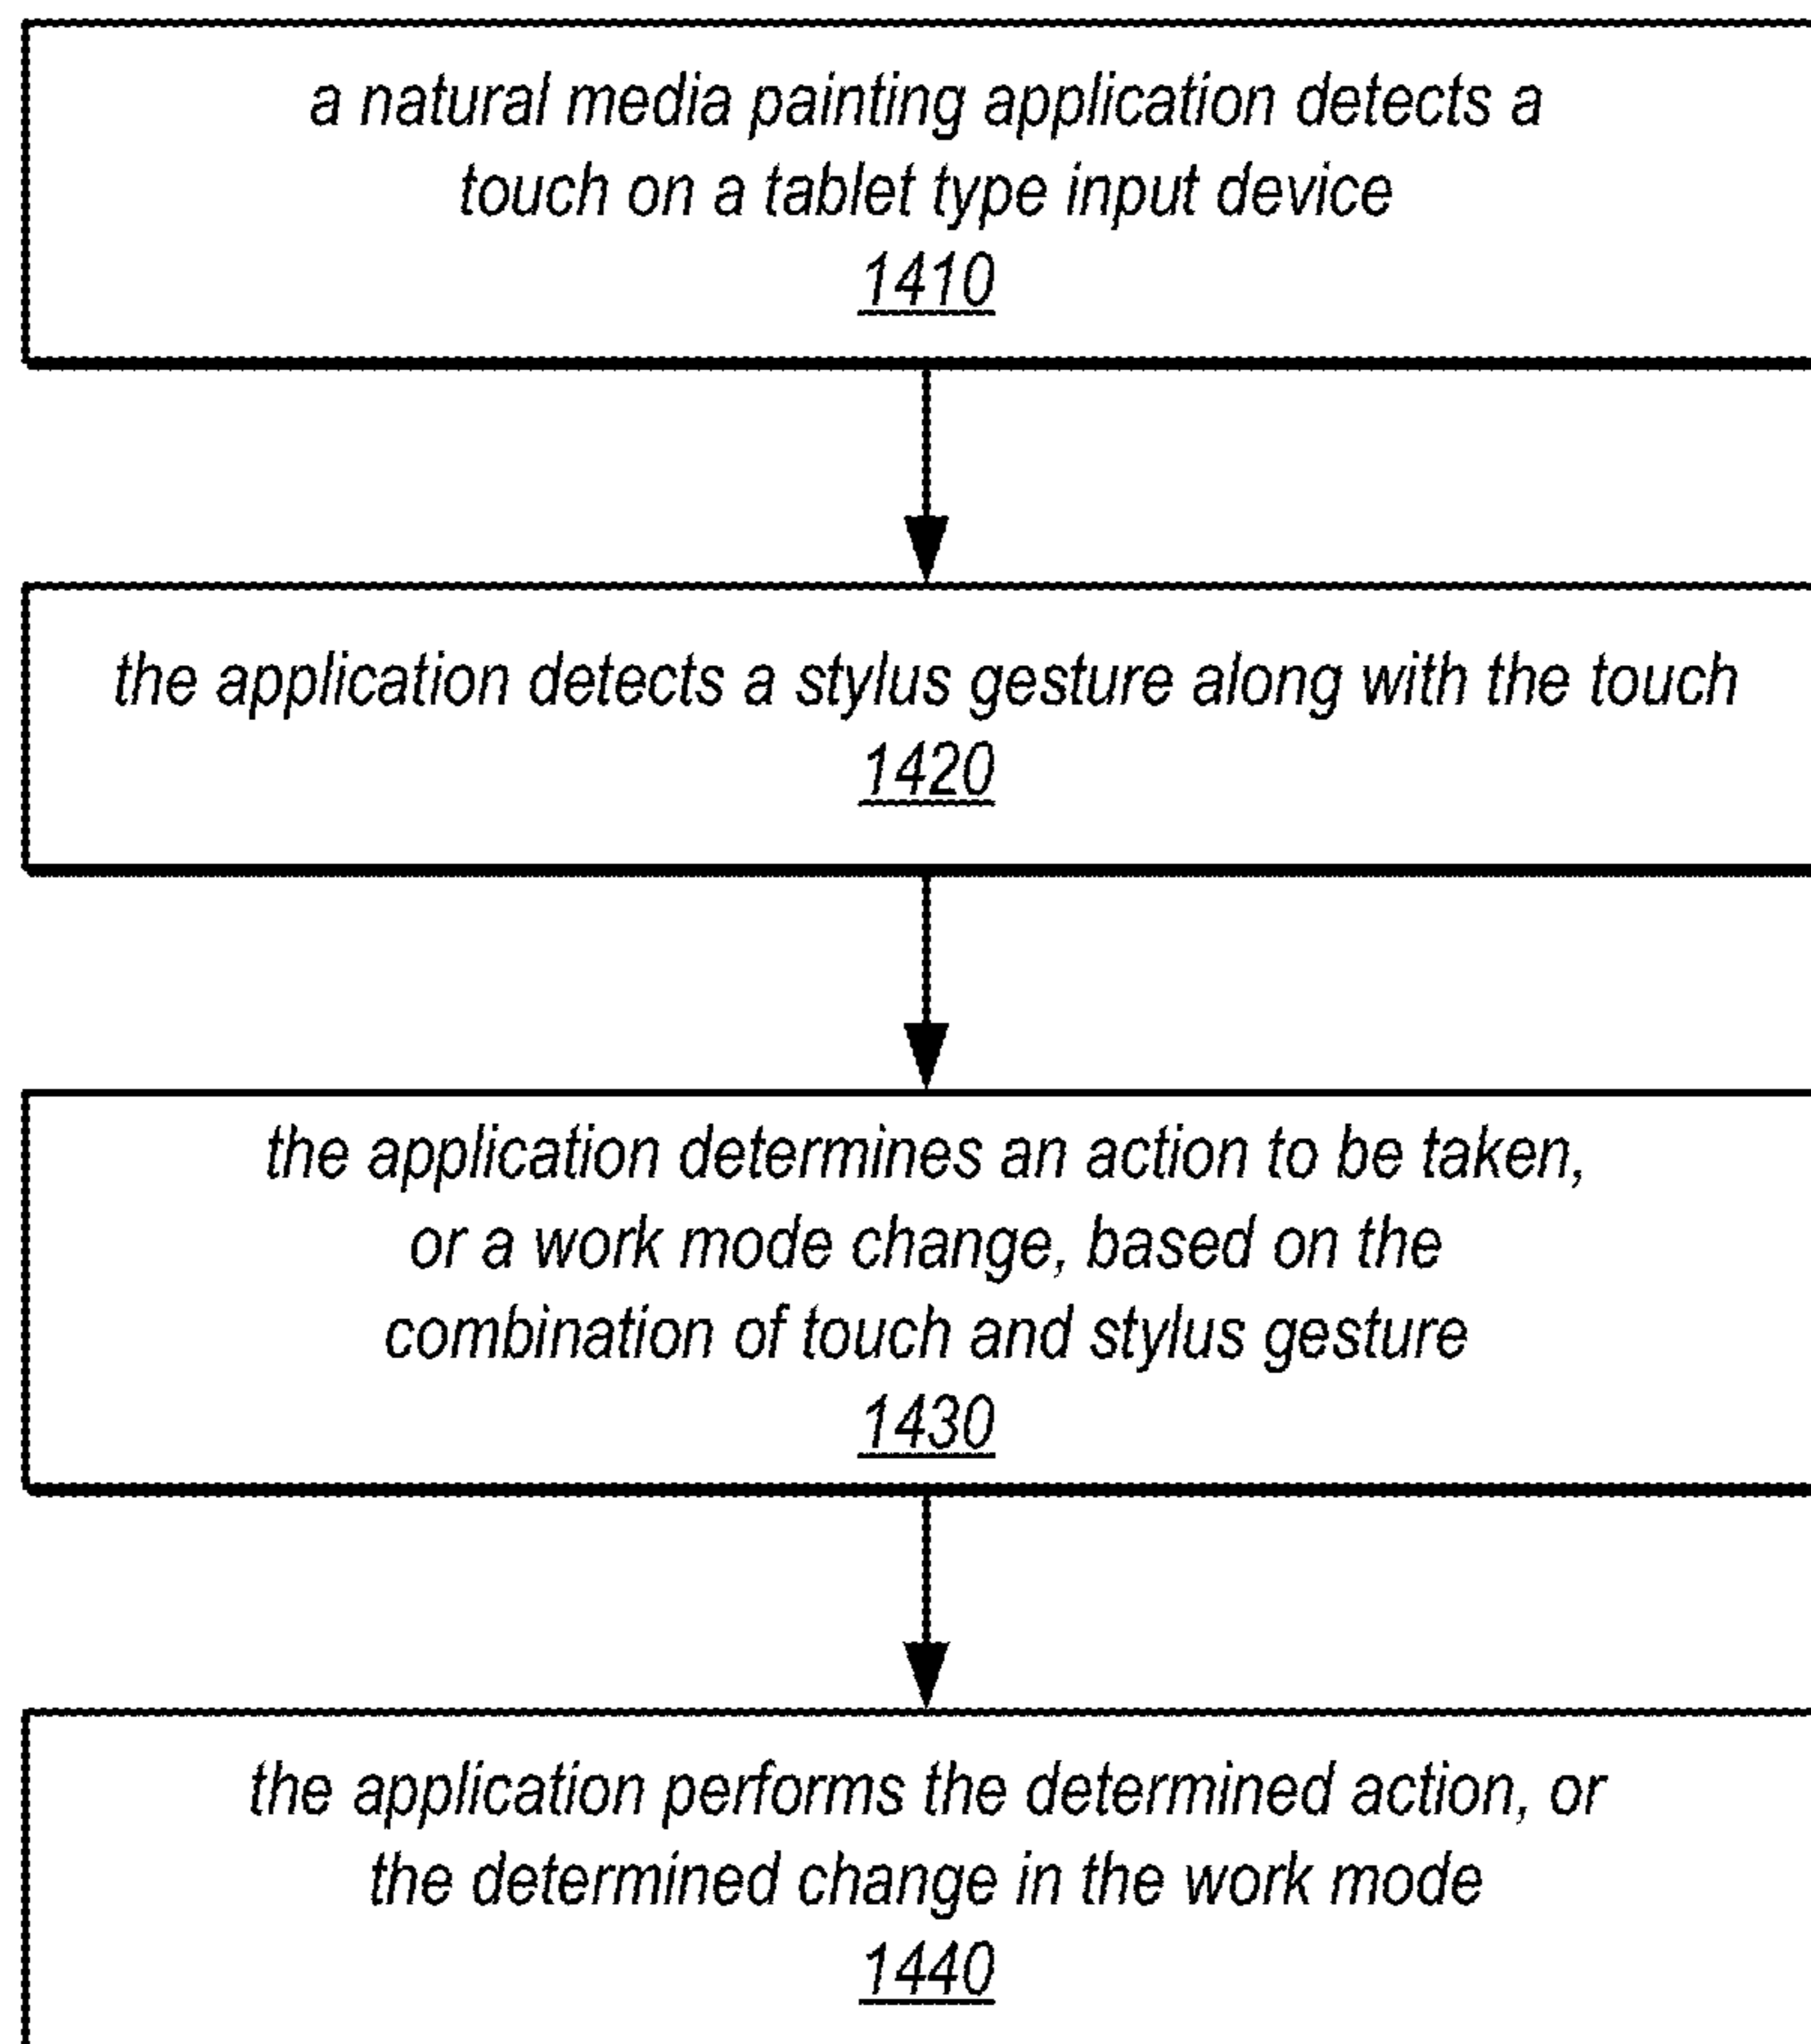 a natural media painting application detects a
touch on a tablet type input device
1410
the application detects a stylus gesture along with the touch
1420
the application determines an action to be taken,
or a work mode change, based on the
combination of touch and stylus gesture
1430
the application performs the determined action, or
the determined change in the work mode
1440